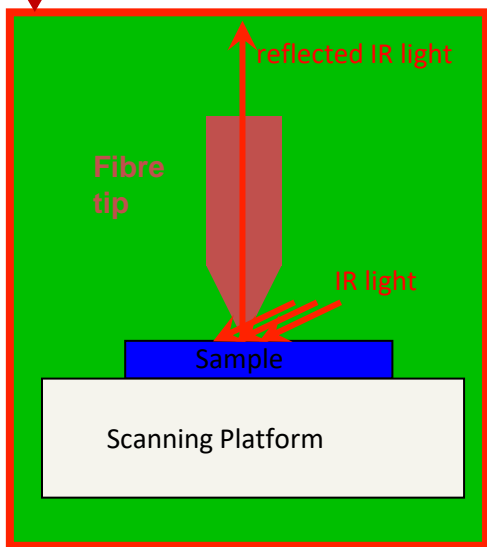 reflected IR light
Fibre
tip
IR light
Sample
Scanning Platform